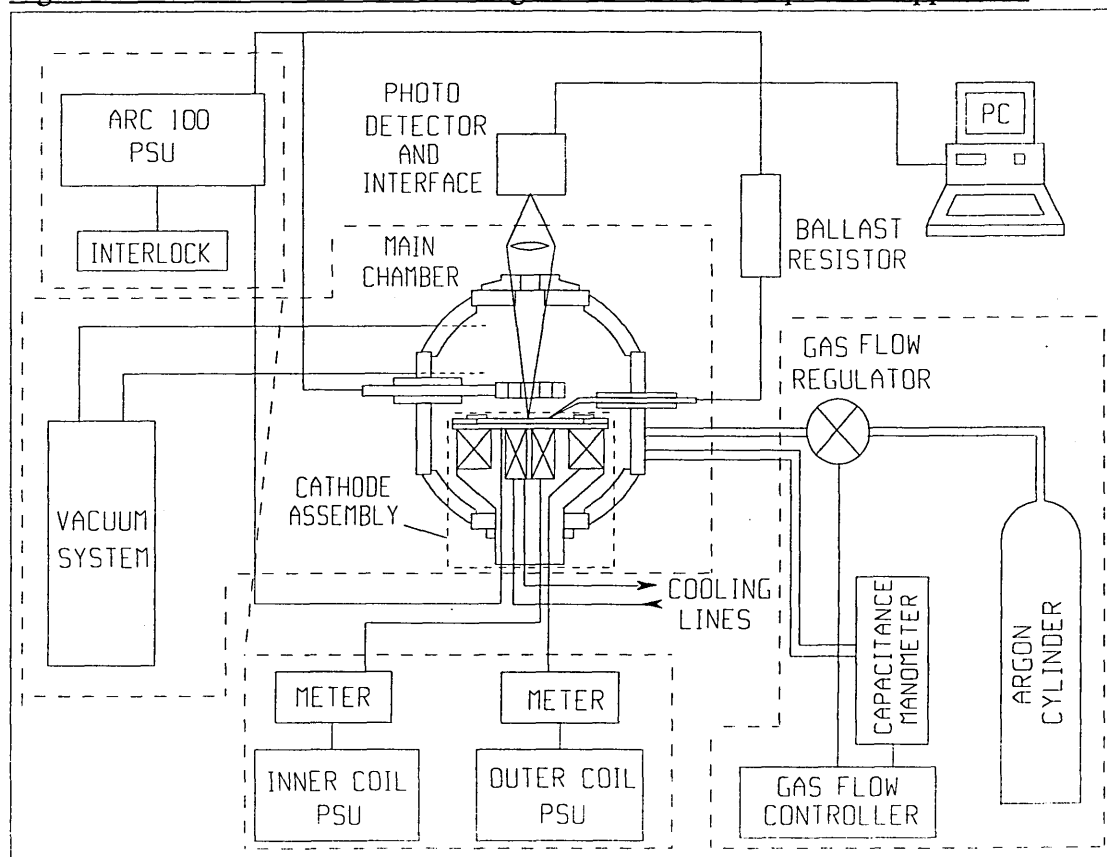 ARC 100
PSU
INTERLOCK
PHOTO
DETECTOR
AND
INTERFACE
PC
MAIN
CHAMBER
BALLAST
RESISTOR
GAS FLOW
REGULATOR
VACUUM
SYSTEM
CATHODE
ASSEMBLY
COOLING
LINES
CAPACITANCE
MANOMETER
ARGON
CYLINDER
METER
METER
INNER COIL
PSU
OUTER COIL
PSU
GAS FLOW
CONTROLLER